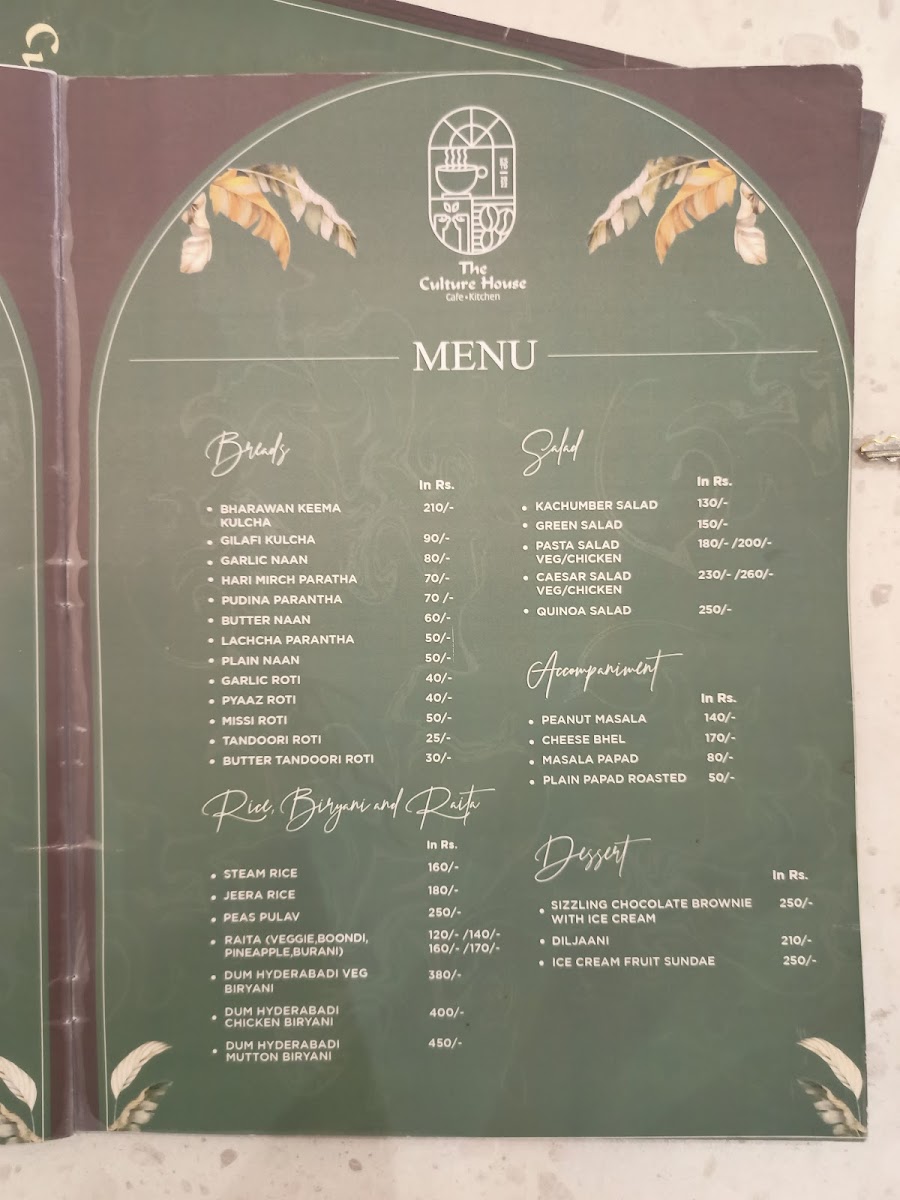 Cu
The
Culture House
Cafe • Kitchen
MENU
Breads
In Rs.
• BHARAWAN KEEMA 210/-
KULCHA
• GILAFI KULCHA 90/-
• GARLIC NAAN 80/-
• HARI MIRCH PARATHA 70/-
• PUDINA PARANTHA 70 /-
• BUTTER NAAN 60/-
• LACHCHA PARANTHA 50/-
• PLAIN NAAN 50/-
• GARLIC ROTI 40/-
• PYAAZ ROTI 40/-
• MISSI ROTI 50/-
• TANDOORI ROTI 25/-
• BUTTER TANDOORI ROTI 30/-
Rice, Biryani and Raita
In Rs.
• STEAM RICE 160/-
• JEERA RICE 180/-
• PEAS PULAV 250/-
• RAITA (VEGGIE,BOONDI, 120/- /140/-
PINEAPPLE,BURANI) 160/- /170/-
• DUM HYDERABADI VEG 380/-
BIRYANI
• DUM HYDERABADI 400/-
CHICKEN BIRYANI
• DUM HYDERABADI 450/-
MUTTON BIRYANI
Salad
In Rs.
• KACHUMBER SALAD 130/-
• GREEN SALAD 150/-
• PASTA SALAD 180/- /200/-
VEG/CHICKEN
• CAESAR SALAD 230/- /260/-
VEG/CHICKEN
• QUINOA SALAD 250/-
Accompaniment
In Rs.
• PEANUT MASALA 140/-
• CHEESE BHEL 170/-
• MASALA PAPAD 80/-
• PLAIN PAPAD ROASTED 50/-
Dessert
In Rs.
• SIZZLING CHOCOLATE BROWNIE 250/-
WITH ICE CREAM
• DILJAANI 210/-
• ICE CREAM FRUIT SUNDAE 250/-